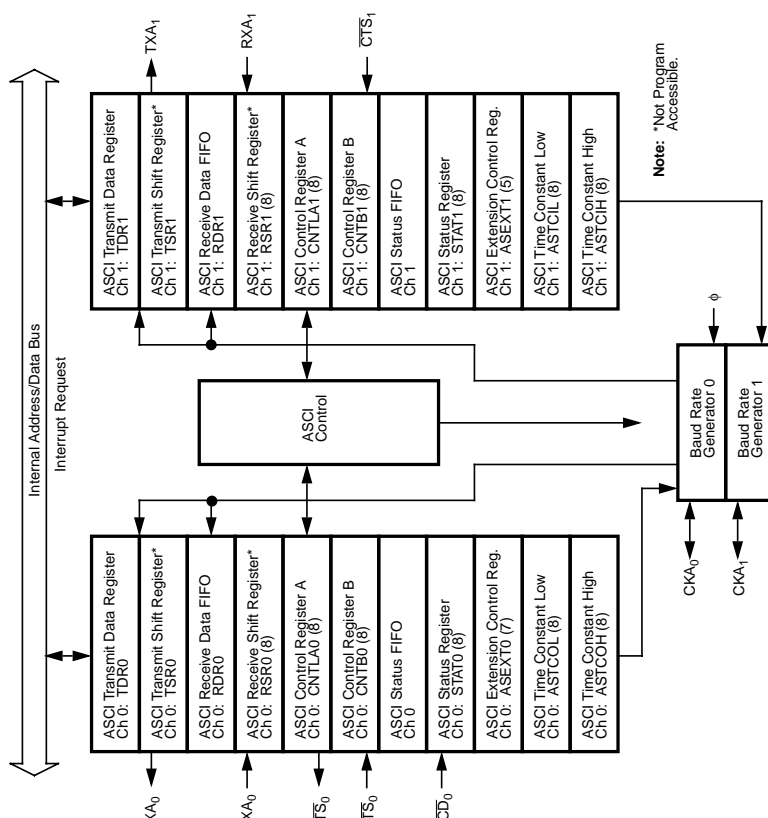 Internal Address/Data Bus
Interrupt Request
ASCI Transmit Data Register
Ch 0: TDR0
ASCI Transmit Shift Register*
Ch 0: TSR0
ASCI Receive Data FIFO
Ch 0: RDR0
ASCI Receive Shift Register*
Ch 0: RSR0 (8)
ASCI Control Register A
Ch 0: CNTLA0 (8)
ASCI Control Register B
Ch 0: CNTB0 (8)
ASCI Status FIFO
Ch 0
ASCI Status Register
Ch 0: STAT0 (8)
ASCI Extension Control Reg.
Ch 0: ASEXT0 (7)
ASCI Time Constant Low
Ch 0: ASTCOL (8)
ASCI Time Constant High
Ch 0: ASTCOH (8)
XA₀
XA₀
TS₀
TS₀
CD₀
ASCI
Control
ASCI Transmit Data Register
Ch 1: TDR1
ASCI Transmit Shift Register*
Ch 1: TSR1
ASCI Receive Data FIFO
Ch 1: RDR1
ASCI Receive Shift Register*
Ch 1: RSR1 (8)
ASCI Control Register A
Ch 1: CNTLA1 (8)
ASCI Control Register B
Ch 1: CNTB1 (8)
ASCI Status FIFO
Ch 1
ASCI Status Register
Ch 1: STAT1 (8)
ASCI Extension Control Reg.
Ch 1: ASEXT1 (5)
ASCI Time Constant Low
Ch 1: ASTCIL (8)
ASCI Time Constant High
Ch 1: ASTCIH (8)
TXA₁
RXA₁
CTS₁
CKA₀
CKA₁
Baud Rate
Generator 0
Baud Rate
Generator 1
ϕ
Note: *Not Program
Accessible.